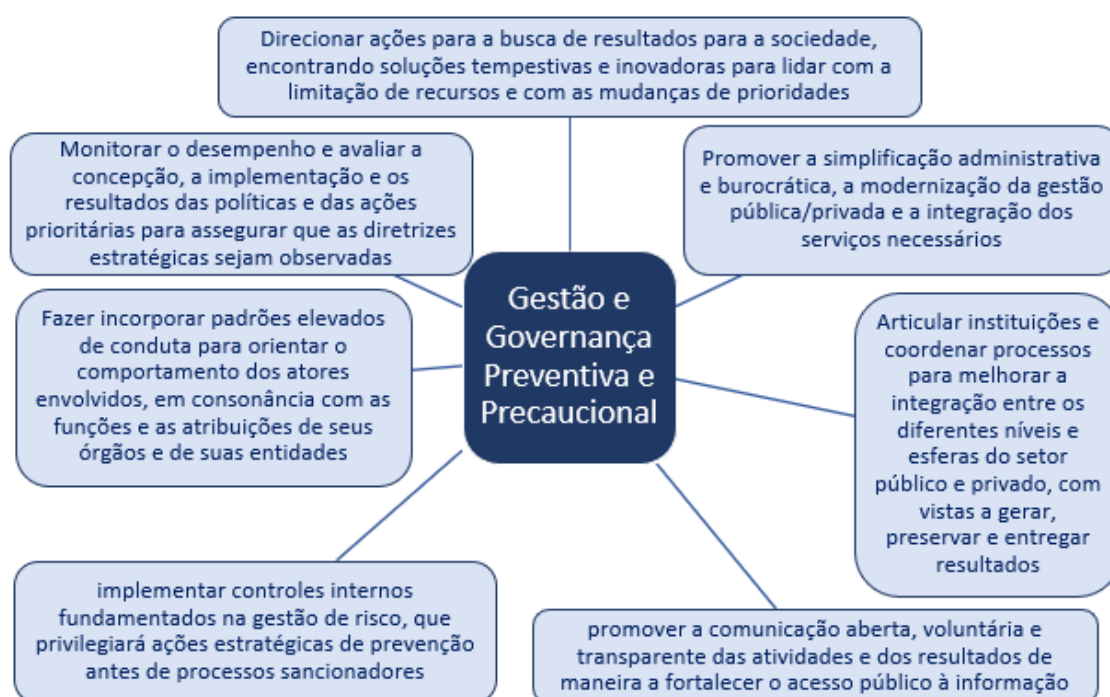 Direcionar ações para a busca de resultados para a sociedade,
encontrando soluções tempestivas e inovadoras para lidar com a
limitação de recursos e com as mudanças de prioridades
Monitorar o desempenho e avaliar a
concepção, a implementação e os
resultados das políticas e das ações
prioritárias para assegurar que as diretrizes
estratégicas sejam observadas
Promover a simplificação administrativa
e burocrática, a modernização da gestão
pública/privada e a integração dos
serviços necessários
Gestão e
Governança
Preventiva e
Precaucional
Fazer incorporar padrões elevados
de conduta para orientar o
comportamento dos atores
envolvidos, em consonância com as
funções e as atribuições de seus
órgãos e de suas entidades
Articular instituições e
coordenar processos
para melhorar a
integração entre os
diferentes níveis e
esferas do setor
público e privado, com
vistas a gerar,
preservar e entregar
resultados
implementar controles internos
fundamentados na gestão de risco, que
privilegiará ações estratégicas de prevenção
antes de processos sancionadores
promover a comunicação aberta, voluntária e
transparente das atividades e dos resultados de
maneira a fortalecer o acesso público à informação